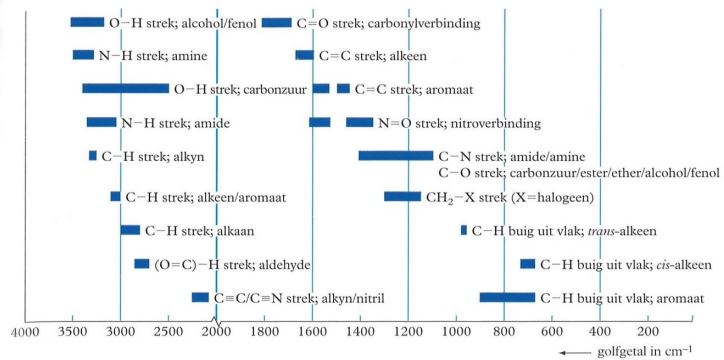 O−H strek; alcohol/fenol C=O strek; carbonylverbinding
N−H strek; amine C=C strek; alkeen
O−H strek; carbonzuur C=C strek; aromaat
N−H strek; amide N=O strek; nitroverbinding
C−H strek; alkyn C−N strek; amide/amine
C−O strek; carbonzuur/ester/ether/alcohol/fenol
C−H strek; alkeen/aromaat CH₂−X strek (X=halogeen)
C−H strek; alkaan C−H buig uit vlak; trans-alkeen
(O=C)−H strek; aldehyde C−H buig uit vlak; cis-alkeen
C≡C/C≡N strek; alkyn/nitril C−H buig uit vlak; aromaat
4000 3500 3000 2500 2000 1800 1600 1400 1200 1000 800 600 400 200
← golfgetal in cm⁻¹